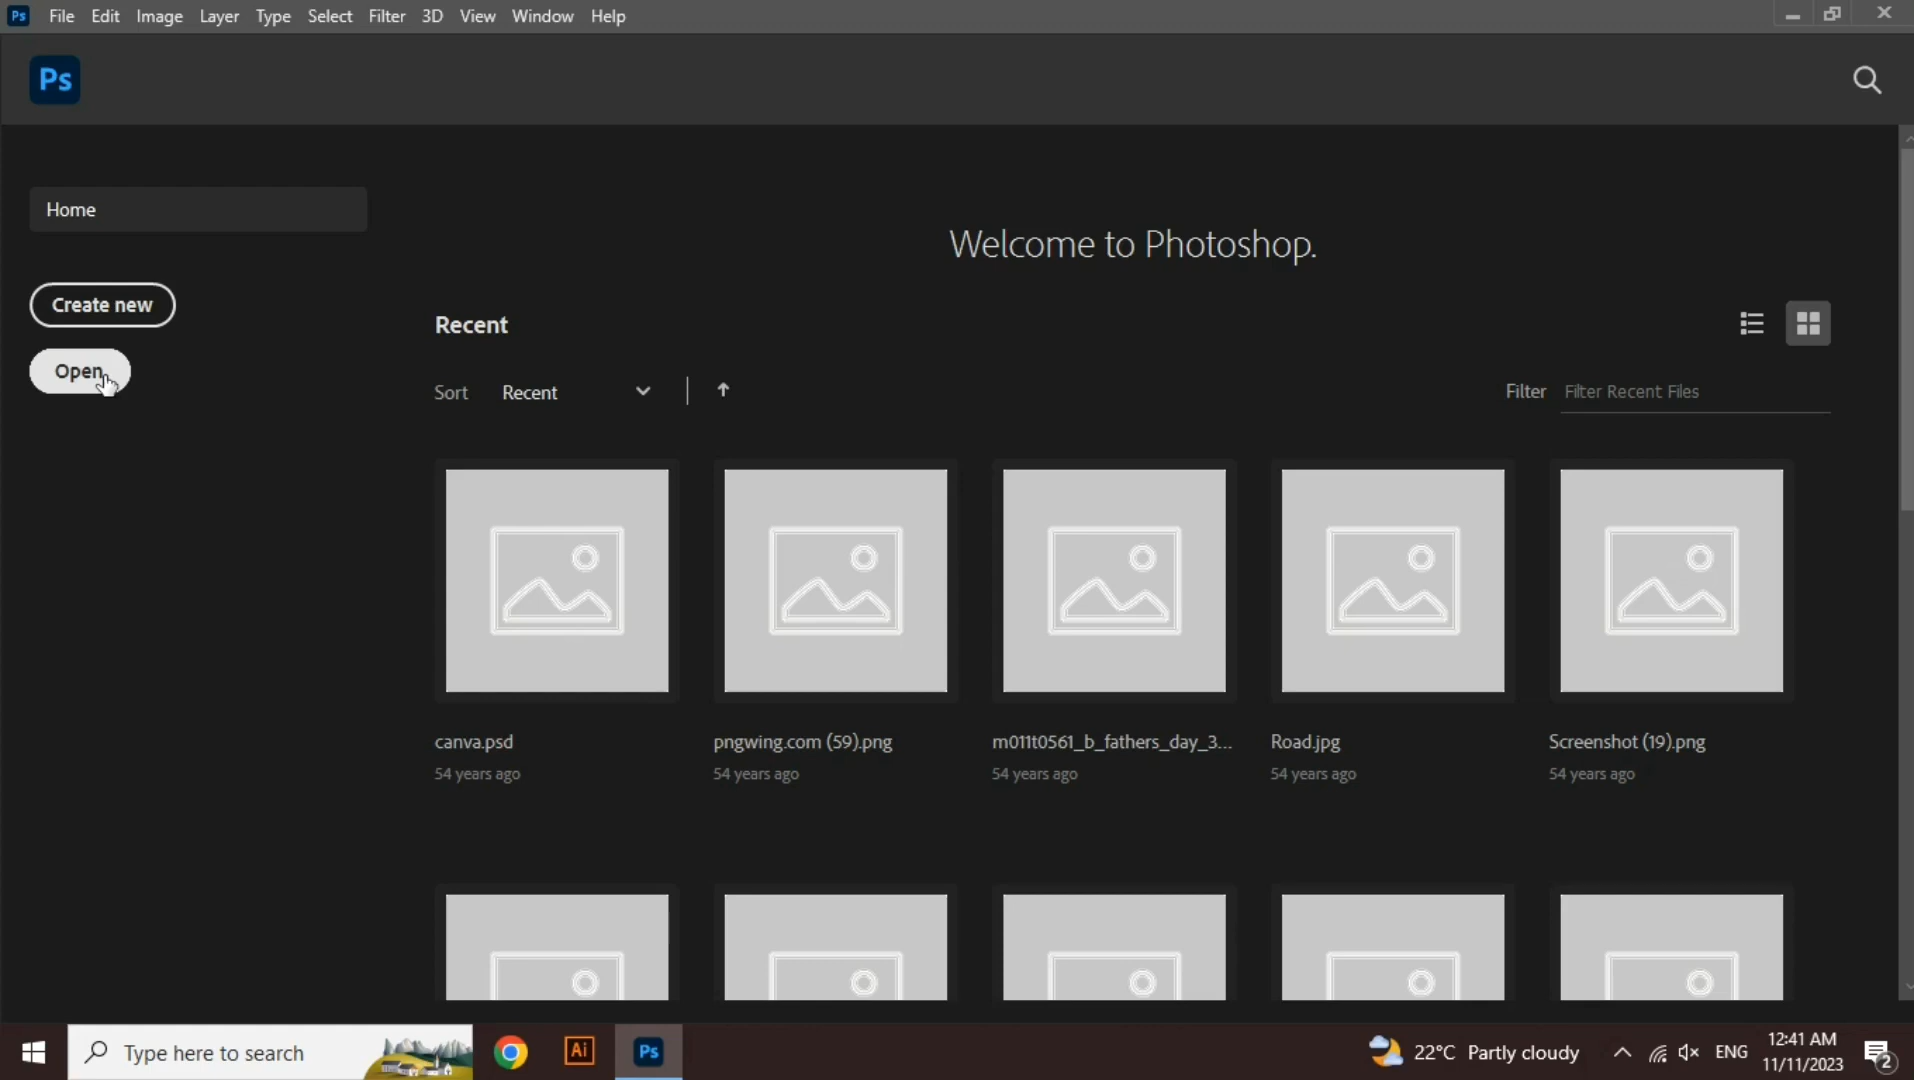 Ps File Edit Image Layer Type Select Filter 3D View Window Help
Ps
Home
Welcome to Photoshop.
Create new
Recent
Open
Sort Recent Filter Filter Recent Files
canva.psd pngwing.com (59).png m011t0561_b_fathers_day_3... Road.jpg Screenshot (19).png
54 years ago 54 years ago 54 years ago 54 years ago 54 years ago
Type here to search Ai Ps 22°C Partly cloudy ENG 12:41 AM
11/11/2023 2